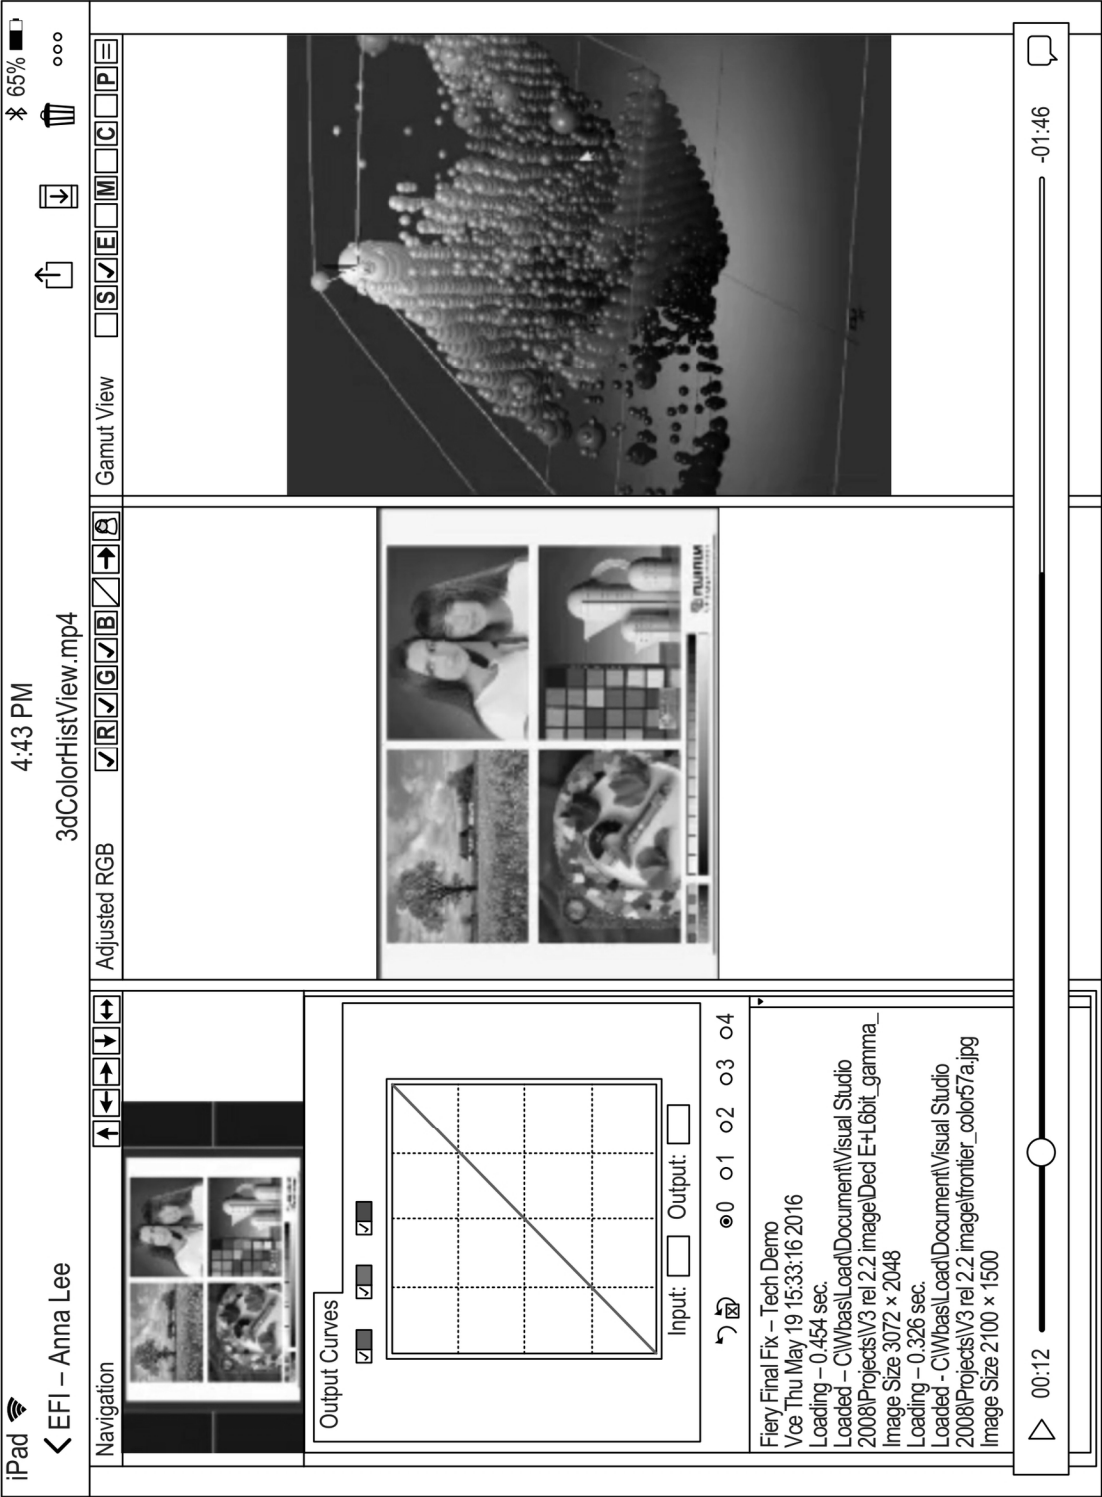 iPad
4:43 PM
65%
EFI – Anna Lee
3dColorHistView.mp4
Navigation
Adjusted RGB
R G B
Gamut View
S E M C P
Output Curves
Input:
Output:
0 1 2 3 4
Fiery Final Fix – Tech Demo
Vce Thu May 19 15:33:16 2016
Loading – 0.454 sec.
Loaded – C\Wbas\Load\Document\Visual Studio
2008\Projects\V3 rel 2.2 image\Ded E+L6bit_gamma_
Image Size 3072 × 2048
Loading – 0.326 sec.
Loaded - C\Wbas\Load\Document\Visual Studio
2008\Projects\V3 rel 2.2 image\frontier_color57a.jpg
Image Size 2100 × 1500
FUJIFILM
00:12
-01:46